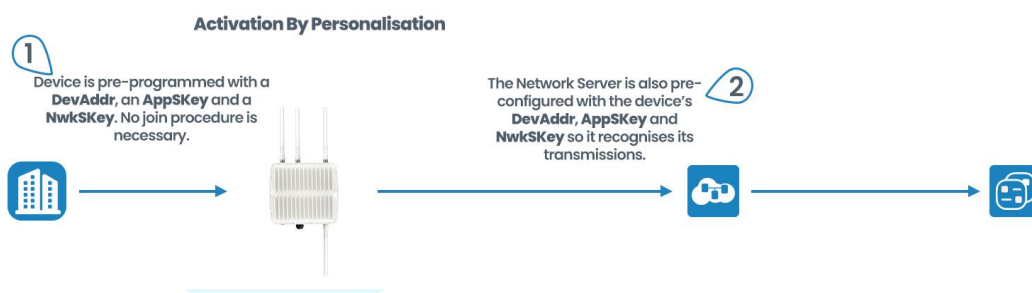 Activation By Personalisation
1
Device is pre-programmed with a
DevAddr, an AppSKey and a
NwkSKey. No join procedure is
necessary.
The Network Server is also pre-
configured with the device's
DevAddr, AppSKey and
NwkSKey so it recognises its
transmissions.
2